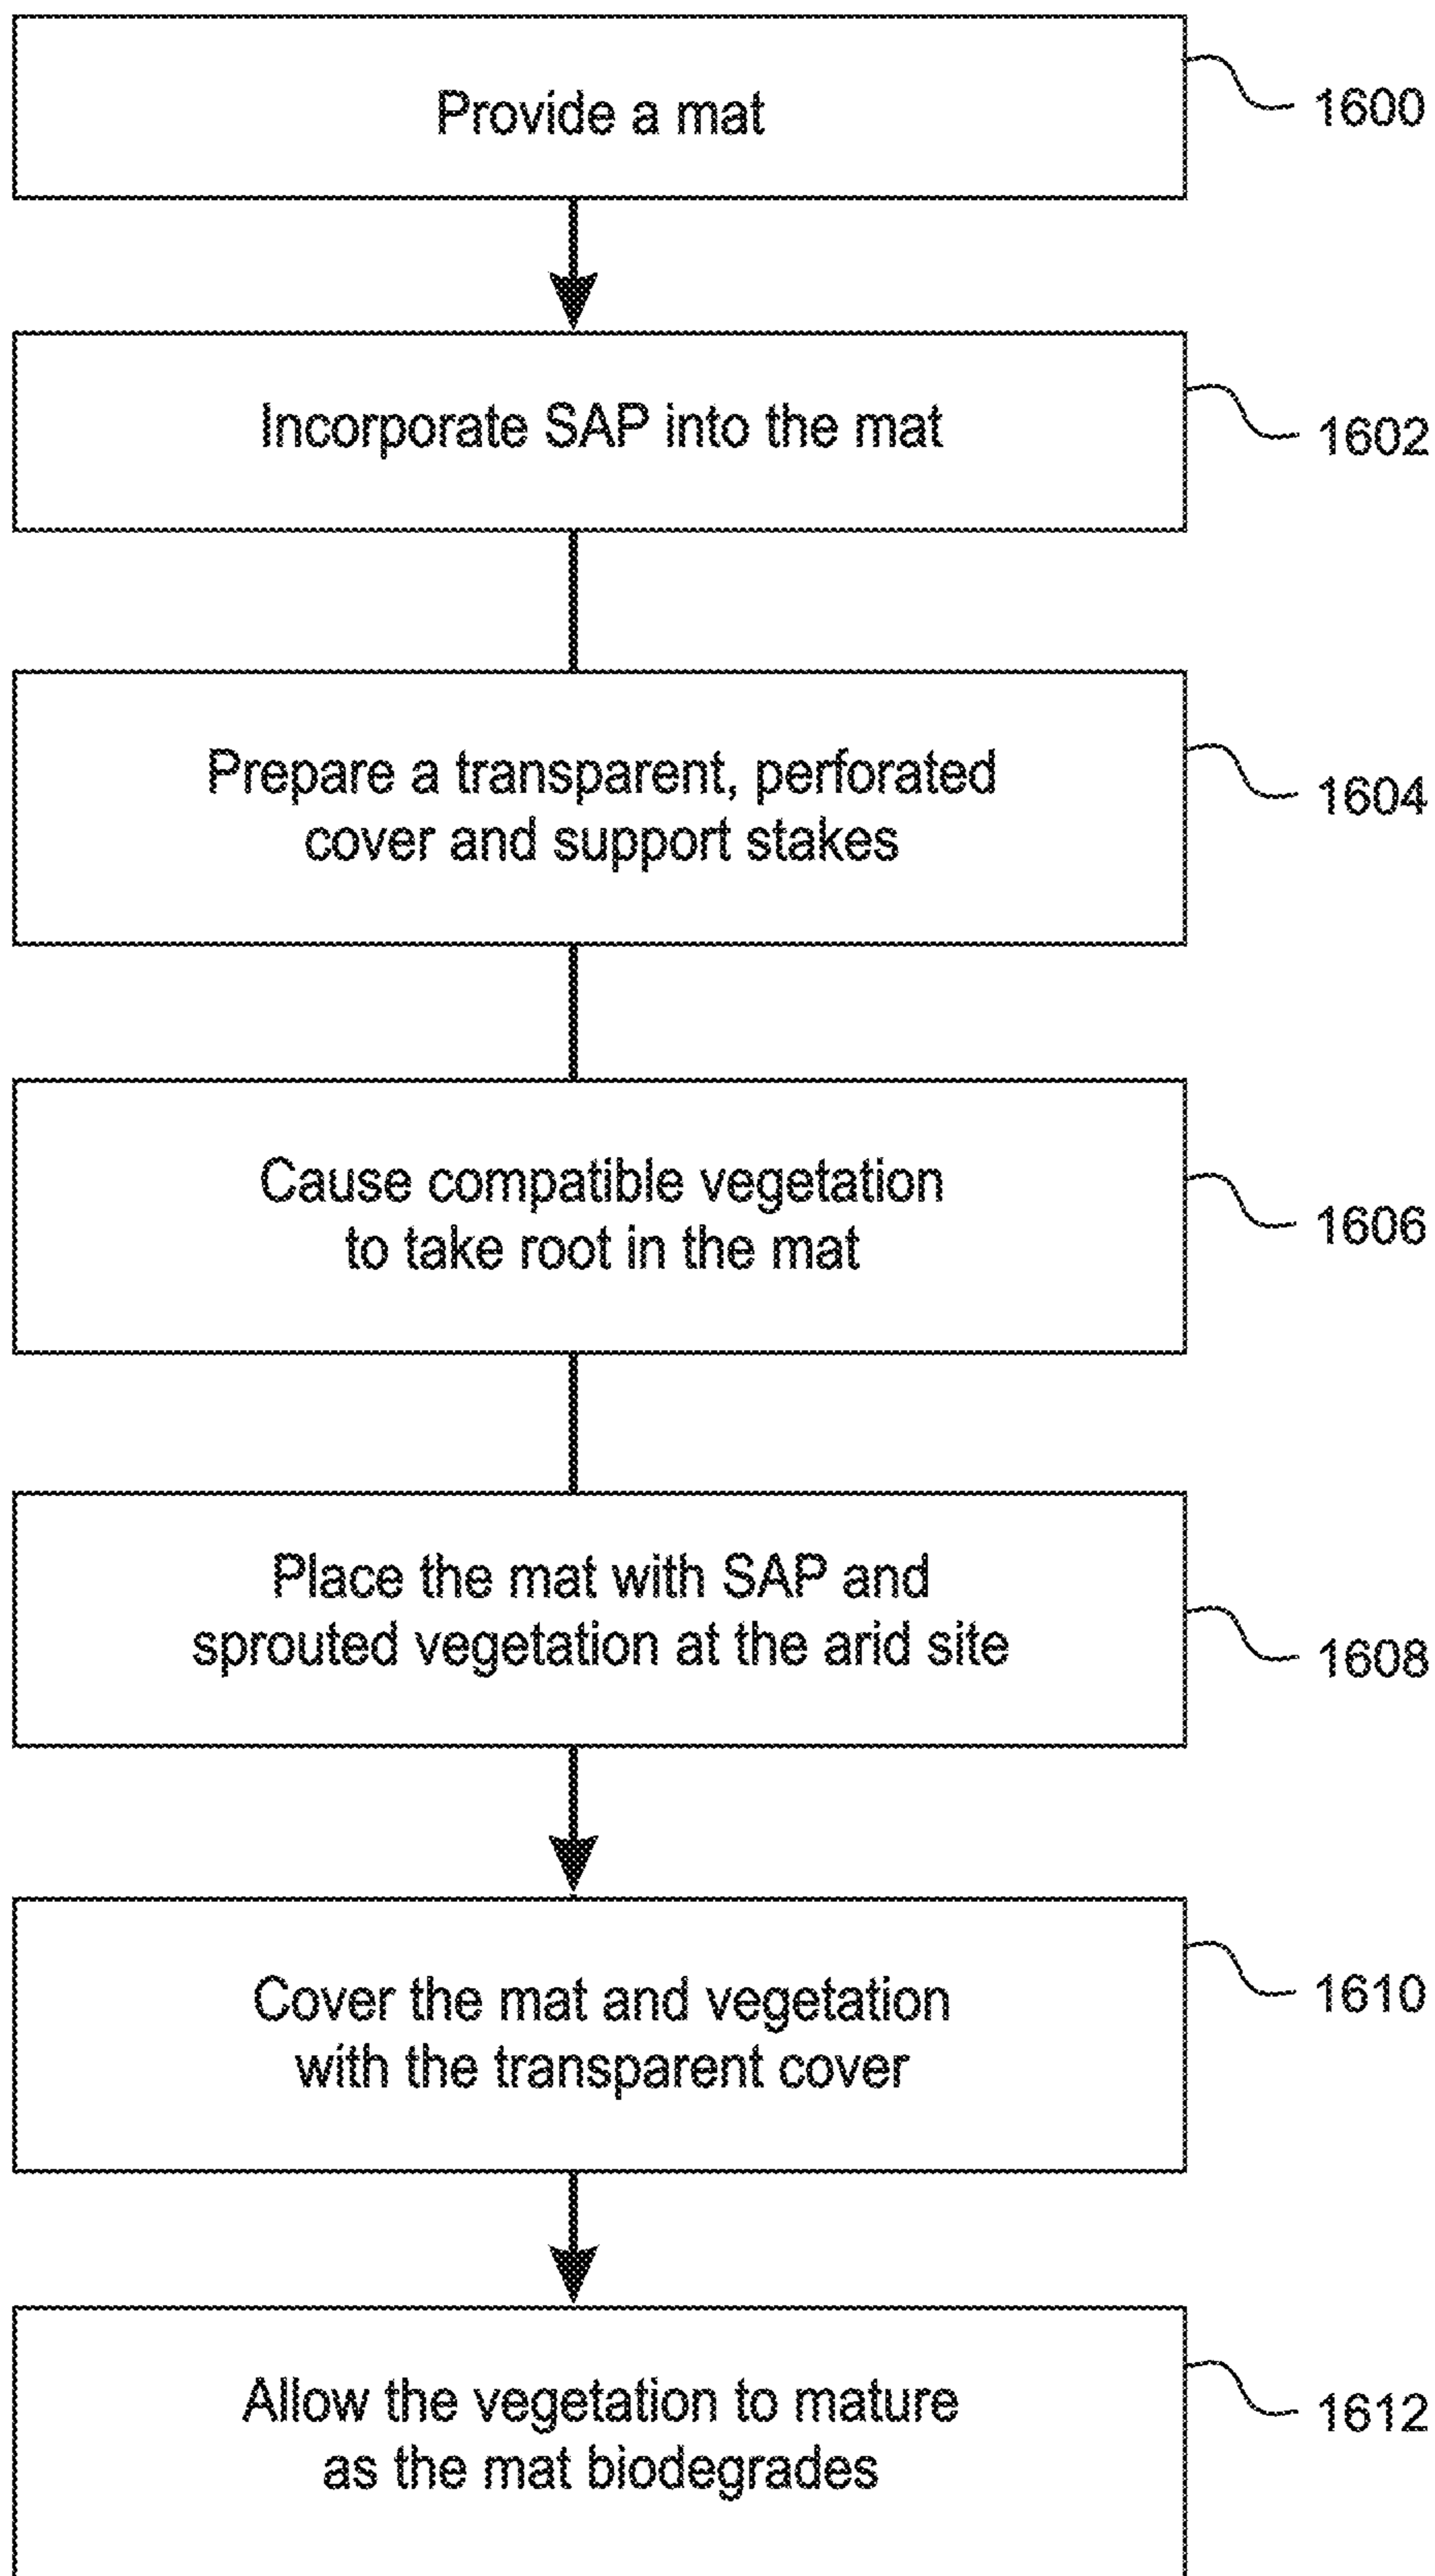 Provide a mat
1600
Incorporate SAP into the mat
1602
Prepare a transparent, perforated
cover and support stakes
1604
Cause compatible vegetation
to take root in the mat
1606
Place the mat with SAP and
sprouted vegetation at the arid site
1608
Cover the mat and vegetation
with the transparent cover
1610
Allow the vegetation to mature
as the mat biodegrades
1612